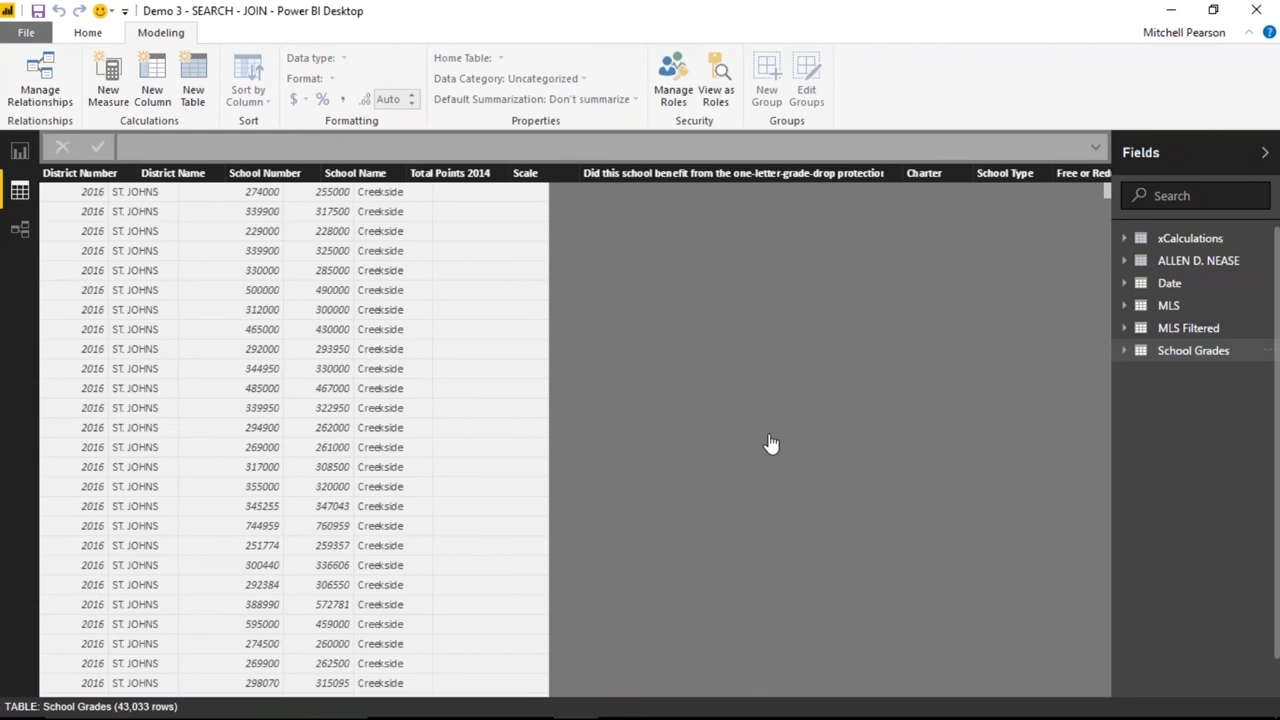 Demo 3 - SEARCH - JOIN - Power BI Desktop
File Home Modeling Mitchell Pearson
Manage Relationships
New Measure
New Column
New Table
Sort by Column
Data type:
Format:
$ % , .00 Auto
Home Table:
Data Category: Uncategorized
Default Summarization: Don't summarize
Manage Roles
View as Roles
New Group
Edit Groups
Relationships Calculations Sort Formatting Properties Security Groups
District Number District Name School Number School Name Total Points 2014 Scale Did this school benefit from the one-letter-grade-drop protection Charter School Type Free or Red
2016 ST. JOHNS 274000 255000 Creekside
2016 ST. JOHNS 339900 317500 Creekside
2016 ST. JOHNS 229000 228000 Creekside
2016 ST. JOHNS 339900 325000 Creekside
2016 ST. JOHNS 330000 285000 Creekside
2016 ST. JOHNS 500000 490000 Creekside
2016 ST. JOHNS 312000 300000 Creekside
2016 ST. JOHNS 465000 430000 Creekside
2016 ST. JOHNS 292000 293950 Creekside
2016 ST. JOHNS 344950 330000 Creekside
2016 ST. JOHNS 485000 467000 Creekside
2016 ST. JOHNS 339950 322950 Creekside
2016 ST. JOHNS 294900 262000 Creekside
2016 ST. JOHNS 269000 261000 Creekside
2016 ST. JOHNS 317000 308500 Creekside
2016 ST. JOHNS 355000 320000 Creekside
2016 ST. JOHNS 345255 347043 Creekside
2016 ST. JOHNS 744959 760959 Creekside
2016 ST. JOHNS 251774 259357 Creekside
2016 ST. JOHNS 300440 336606 Creekside
2016 ST. JOHNS 292384 306550 Creekside
2016 ST. JOHNS 388990 572781 Creekside
2016 ST. JOHNS 595000 459000 Creekside
2016 ST. JOHNS 274500 260000 Creekside
2016 ST. JOHNS 269900 262500 Creekside
2016 ST. JOHNS 298070 315095 Creekside
Fields
Search
xCalculations
ALLEN D. NEASE
Date
MLS
MLS Filtered
School Grades
TABLE: School Grades (43,033 rows)